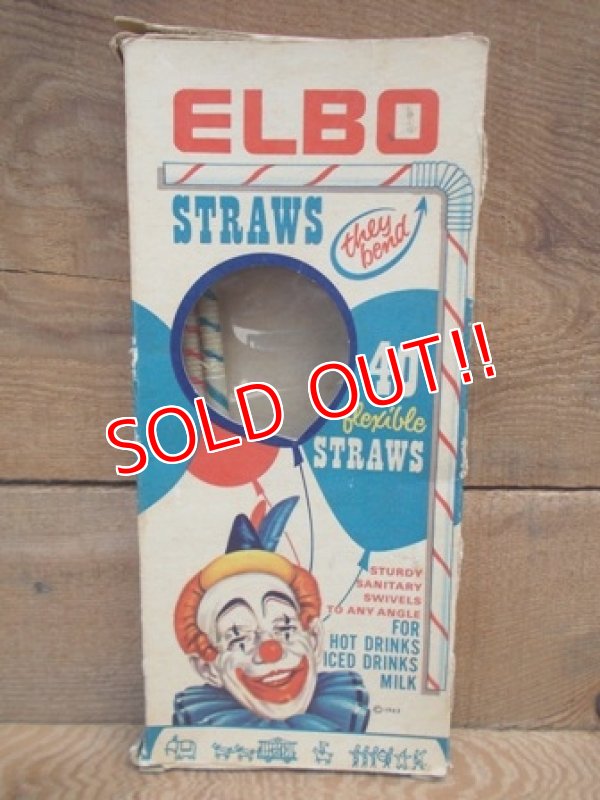 ELBO
STRAWS
they
bend
40
flexible
STRAWS
SOLD OUT!!
STURDY
SANITARY
SWIVELS
TO ANY ANGLE
FOR
HOT DRINKS
ICED DRINKS
MILK